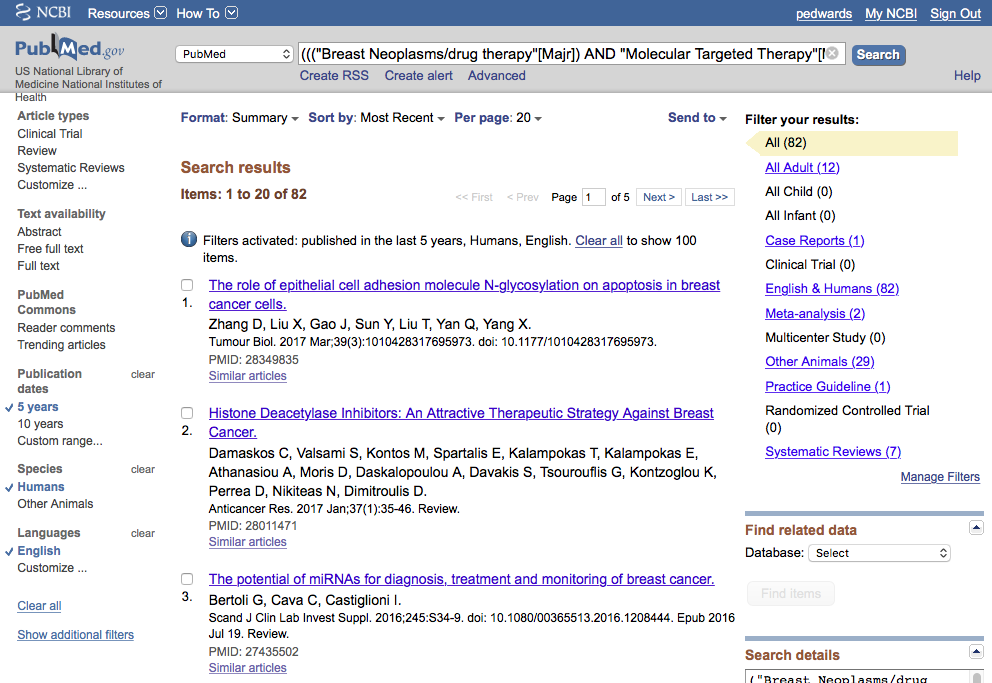 NCBI Resources How To pedwards My NCBI Sign Out
PubMed.gov
US National Library of
Medicine National Institutes of
Health
PubMed
((("Breast Neoplasms/drug therapy"[Majr]) AND "Molecular Targeted Therapy"[M
Search
Create RSS Create alert Advanced
Help
Article types
Clinical Trial
Review
Systematic Reviews
Customize ...
Text availability
Abstract
Free full text
Full text
PubMed
Commons
Reader comments
Trending articles
Publication clear
dates
5 years
10 years
Custom range...
Species clear
Humans
Other Animals
Languages clear
English
Customize ...
Clear all
Show additional filters
Format: Summary Sort by: Most Recent Per page: 20 Send to
Search results
Items: 1 to 20 of 82
<< First < Prev Page 1 of 5 Next > Last >>
Filters activated: published in the last 5 years, Humans, English. Clear all to show 100
items.
The role of epithelial cell adhesion molecule N-glycosylation on apoptosis in breast
1. cancer cells.
Zhang D, Liu X, Gao J, Sun Y, Liu T, Yan Q, Yang X.
Tumour Biol. 2017 Mar;39(3):1010428317695973. doi: 10.1177/1010428317695973.
PMID: 28349835
Similar articles
Histone Deacetylase Inhibitors: An Attractive Therapeutic Strategy Against Breast
2. Cancer.
Damaskos C, Valsami S, Kontos M, Spartalis E, Kalampokas T, Kalampokas E,
Athanasiou A, Moris D, Daskalopoulou A, Davakis S, Tsourouflis G, Kontzoglou K,
Perrea D, Nikiteas N, Dimitroulis D.
Anticancer Res. 2017 Jan;37(1):35-46. Review.
PMID: 28011471
Similar articles
The potential of miRNAs for diagnosis, treatment and monitoring of breast cancer.
3. Bertoli G, Cava C, Castiglioni I.
Scand J Clin Lab Invest Suppl. 2016;245:S34-9. doi: 10.1080/00365513.2016.1208444. Epub 2016
Jul 19. Review.
PMID: 27435502
Similar articles
Filter your results:
All (82)
All Adult (12)
All Child (0)
All Infant (0)
Case Reports (1)
Clinical Trial (0)
English & Humans (82)
Meta-analysis (2)
Multicenter Study (0)
Other Animals (29)
Practice Guideline (1)
Randomized Controlled Trial
(0)
Systematic Reviews (7)
Manage Filters
Find related data
Database: Select
Find items
Search details
("Breast Neoplasms/drug